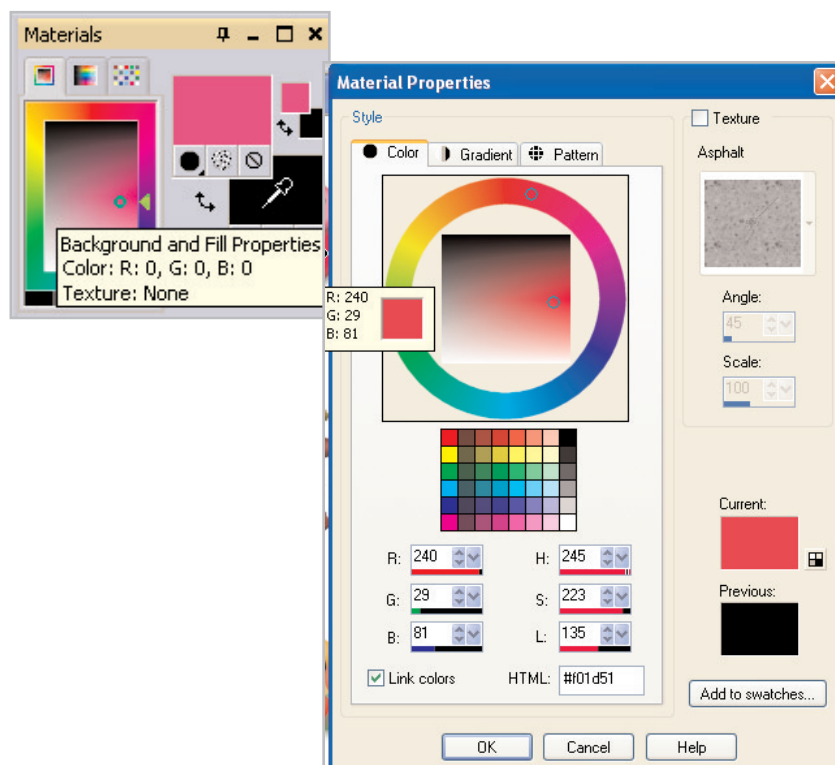 Materials
Background and Fill Properties
Color: R: 0, G: 0, B: 0
Texture: None
Material Properties
Style
Color
Gradient
Pattern
R: 240
G: 29
B: 81
R: 240
H: 245
G: 29
S: 223
B: 81
L: 135
Link colors
HTML: #f01d51
Texture
Asphalt
Angle:
45
Scale:
100
Current:
Previous:
Add to swatches...
OK
Cancel
Help